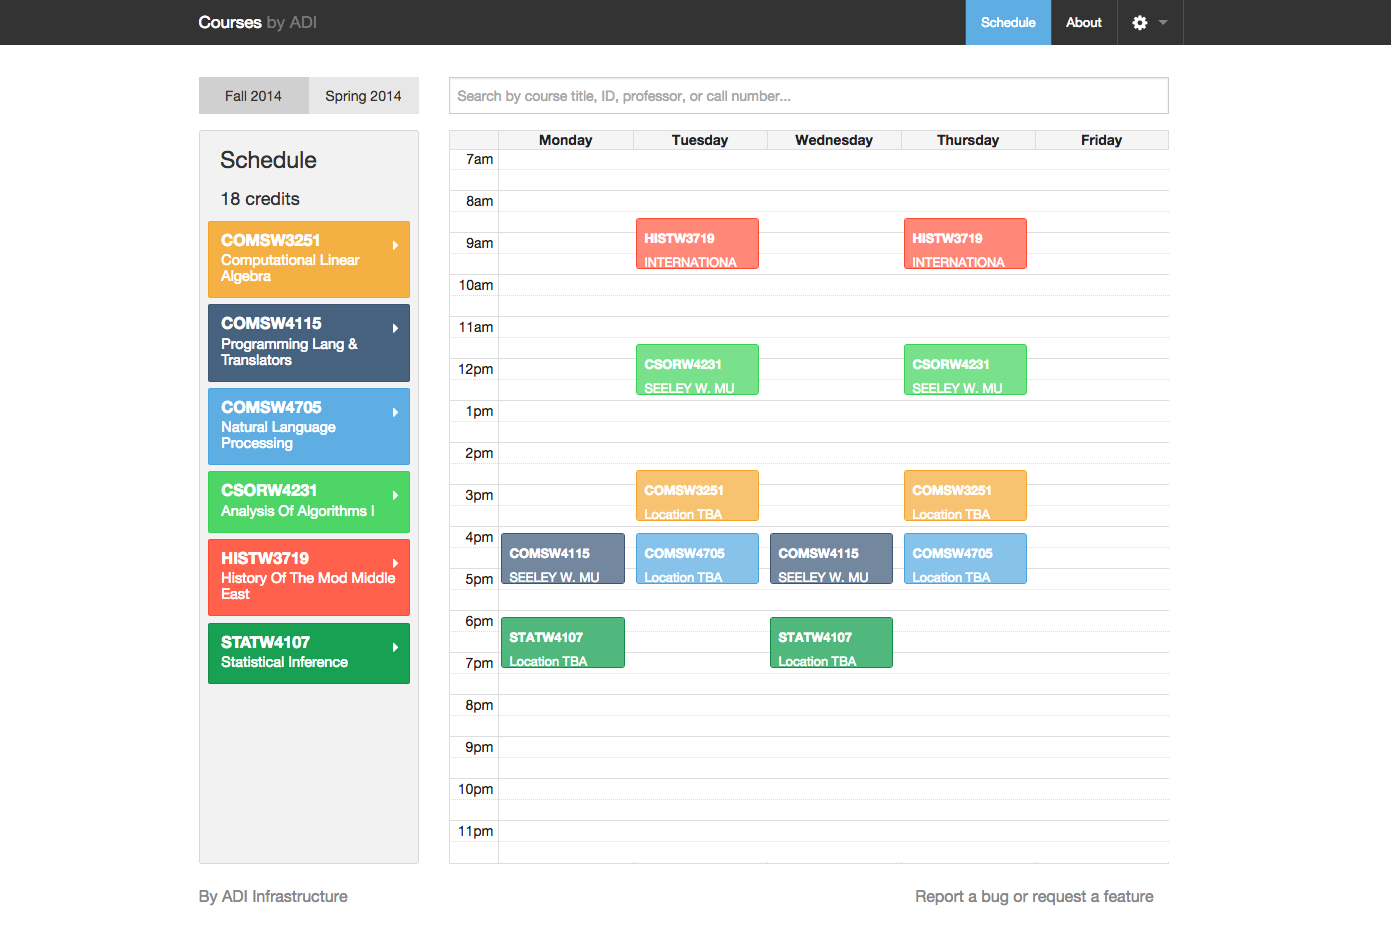 Courses by ADI
Schedule
About
Fall 2014
Spring 2014
Search by course title, ID, professor, or call number...
Schedule
18 credits
COMSW3251
Computational Linear
Algebra
COMSW4115
Programming Lang &
Translators
COMSW4705
Natural Language
Processing
CSORW4231
Analysis Of Algorithms I
HISTW3719
History Of The Mod Middle
East
STATW4107
Statistical Inference
Monday
Tuesday
Wednesday
Thursday
Friday
7am
8am
HISTW3719
INTERNATIONA
HISTW3719
INTERNATIONA
9am
10am
11am
CSORW4231
SEELEY W. MU
CSORW4231
SEELEY W. MU
12pm
1pm
2pm
COMSW3251
Location TBA
COMSW3251
Location TBA
3pm
4pm
COMSW4115
SEELEY W. MU
COMSW4705
Location TBA
COMSW4115
SEELEY W. MU
COMSW4705
Location TBA
5pm
6pm
STATW4107
Location TBA
STATW4107
Location TBA
7pm
8pm
9pm
10pm
11pm
By ADI Infrastructure
Report a bug or request a feature